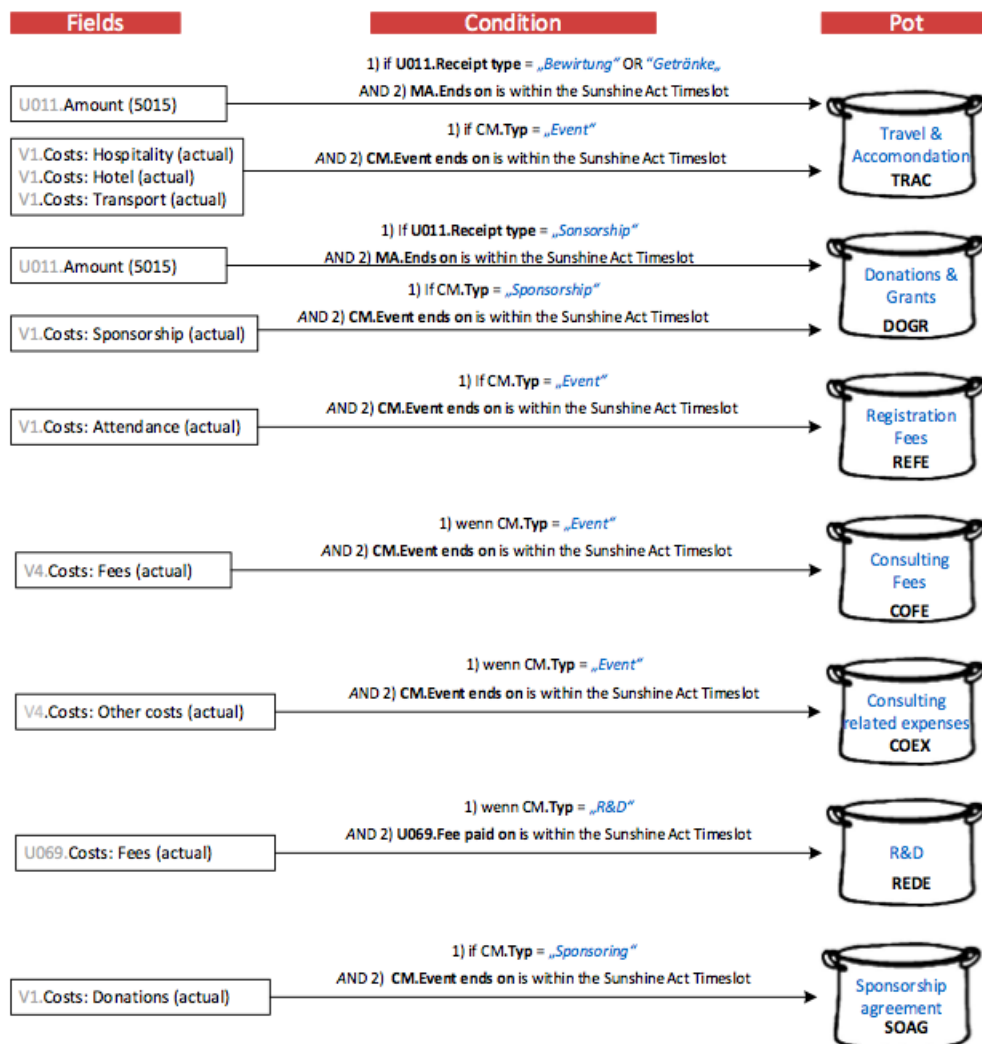 Fields
Condition
Pot
1) if U011.Receipt type = „Bewirtung“ OR “Getränke„
AND 2) MA.Ends on is within the Sunshine Act Timeslot
U011.Amount (5015)
1) if CM.Typ = „Event“
AND 2) CM.Event ends on is within the Sunshine Act Timeslot
V1.Costs: Hospitality (actual)
V1.Costs: Hotel (actual)
V1.Costs: Transport (actual)
Travel &
Accomondation
TRAC
1) If U011.Receipt type = „Sonsorship“
AND 2) MA.Ends on is within the Sunshine Act Timeslot
U011.Amount (5015)
1) If CM.Typ = „Sponsorship“
AND 2) CM.Event ends on is within the Sunshine Act Timeslot
V1.Costs: Sponsorship (actual)
Donations &
Grants
DOGR
1) If CM.Typ = „Event“
AND 2) CM.Event ends on is within the Sunshine Act Timeslot
V1.Costs: Attendance (actual)
Registration
Fees
REFE
1) wenn CM.Typ = „Event“
AND 2) CM.Event ends on is within the Sunshine Act Timeslot
V4.Costs: Fees (actual)
Consulting
Fees
COFE
1) wenn CM.Typ = „Event“
AND 2) CM.Event ends on is within the Sunshine Act Timeslot
V4.Costs: Other costs (actual)
Consulting
related expenses
COEX
1) wenn CM.Typ = „R&D“
AND 2) U069.Fee paid on is within the Sunshine Act Timeslot
U069.Costs: Fees (actual)
R&D
REDE
1) if CM.Typ = „Sponsoring“
AND 2) CM.Event ends on is within the Sunshine Act Timeslot
V1.Costs: Donations (actual)
Sponsorship
agreement
SOAG